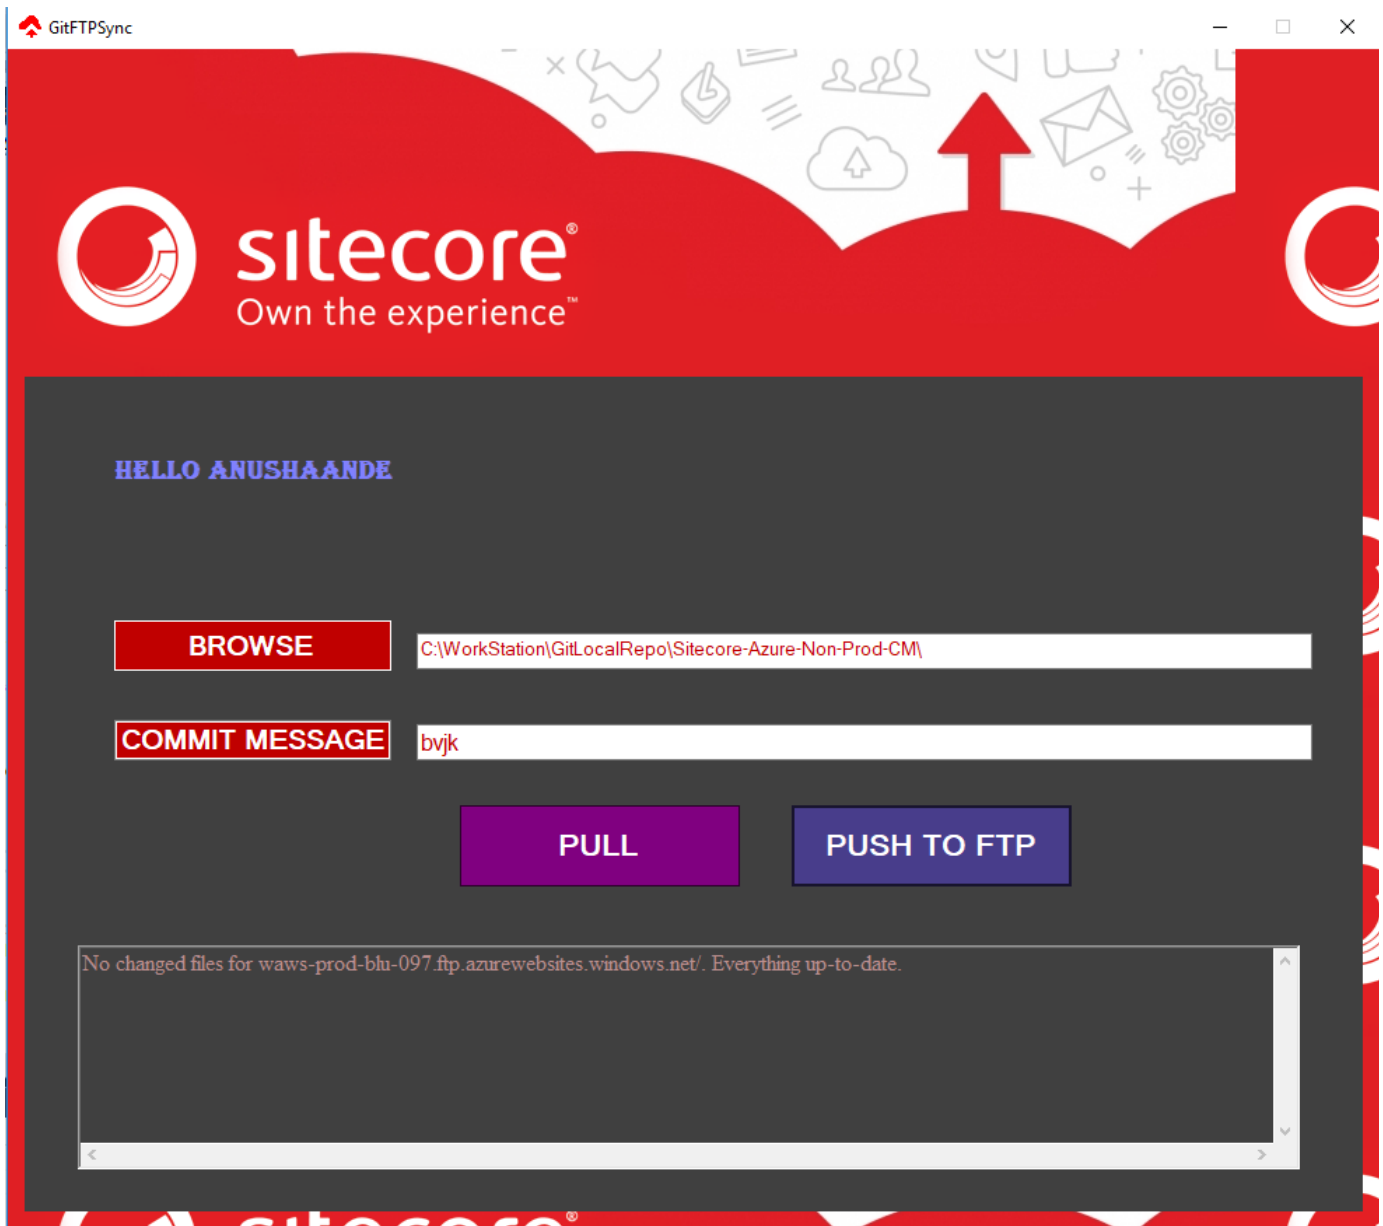 GitFTPSync
sitecore®
Own the experience™
HELLO ANUSHAANDE
BROWSE
C:\WorkStation\GitLocalRepo\Sitecore-Azure-Non-Prod-CM\
COMMIT MESSAGE
bvjk
PULL
PUSH TO FTP
No changed files for waws-prod-blu-097.ftp.azurewebsites.windows.net/. Everything up-to-date.
sitecore®